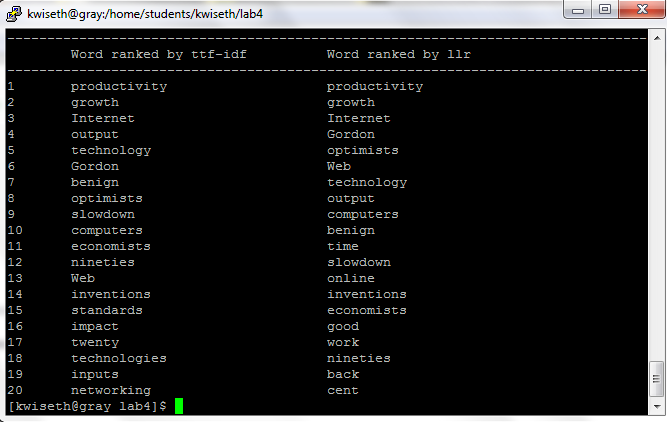 kwiseth@gray:/home/students/kwiseth/lab4
--------------------------------------------------------------------------------
Word ranked by ttf-idf Word ranked by llr
--------------------------------------------------------------------------------
1 productivity productivity
2 growth growth
3 Internet Internet
4 output Gordon
5 technology optimists
6 Gordon Web
7 benign technology
8 optimists output
9 slowdown computers
10 computers benign
11 economists time
12 nineties slowdown
13 Web online
14 inventions inventions
15 standards economists
16 impact good
17 twenty work
18 technologies nineties
19 inputs back
20 networking cent
[kwiseth@gray lab4]$